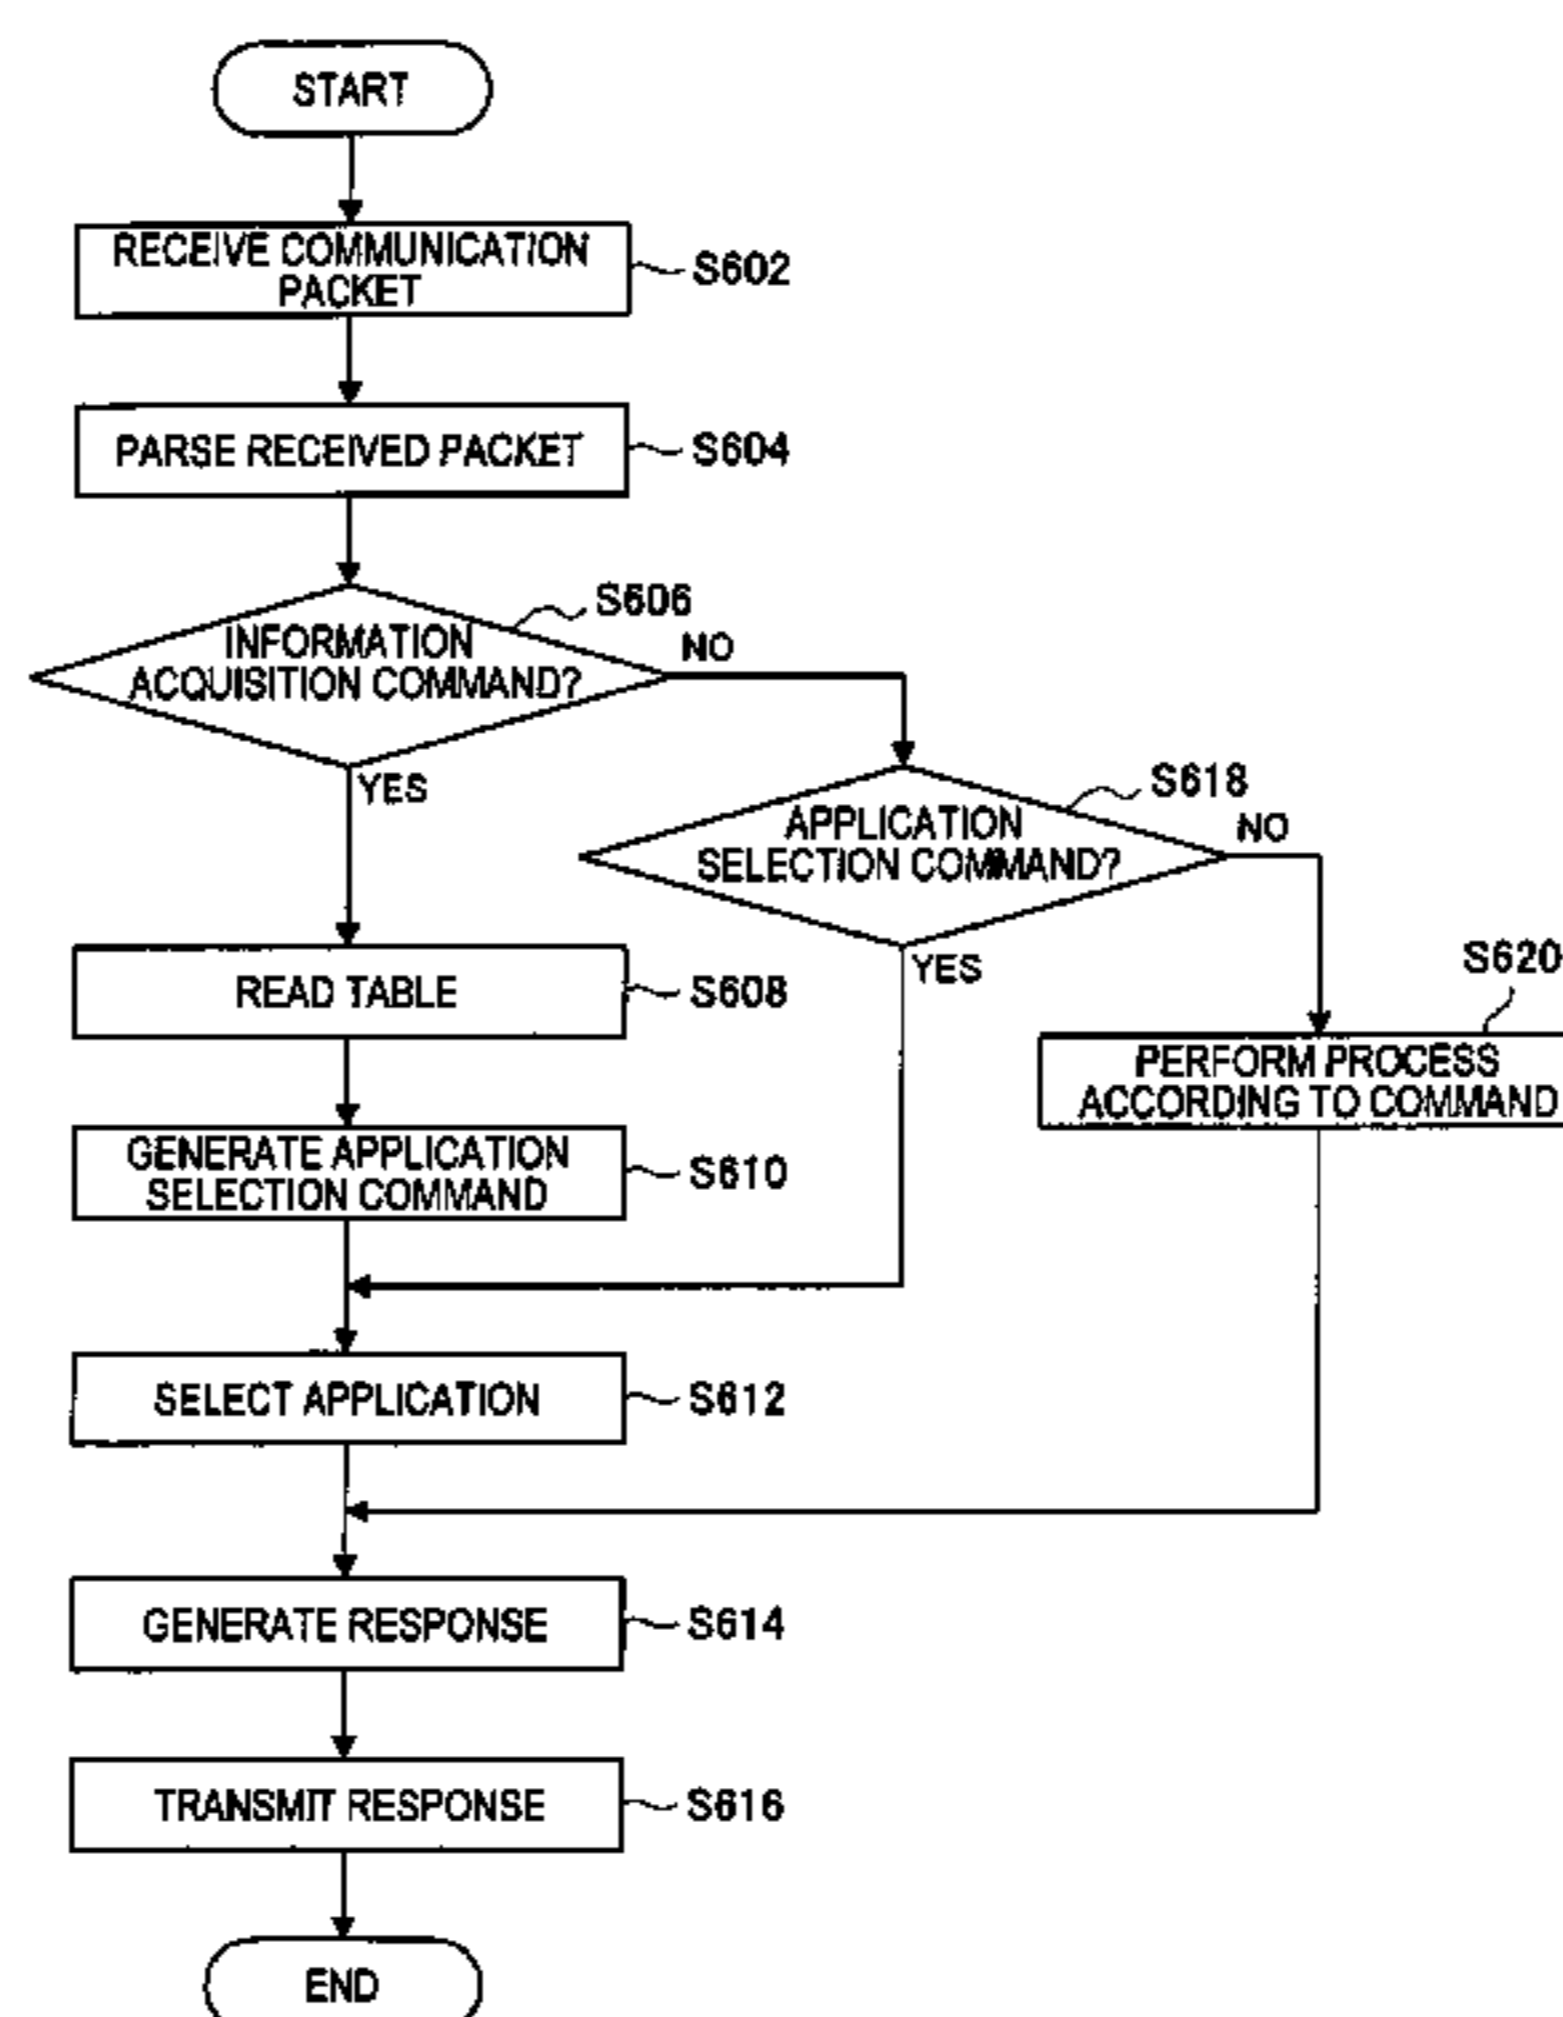 START
RECEIVE COMMUNICATION
PACKET
S602
PARSE RECEIVED PACKET
S604
S606
INFORMATION
ACQUISITION COMMAND?
NO
YES
S618
APPLICATION
SELECTION COMMAND?
NO
YES
READ TABLE
S608
S620
PERFORM PROCESS
ACCORDING TO COMMAND
GENERATE APPLICATION
SELECTION COMMAND
S610
SELECT APPLICATION
S612
GENERATE RESPONSE
S614
TRANSMIT RESPONSE
S616
END